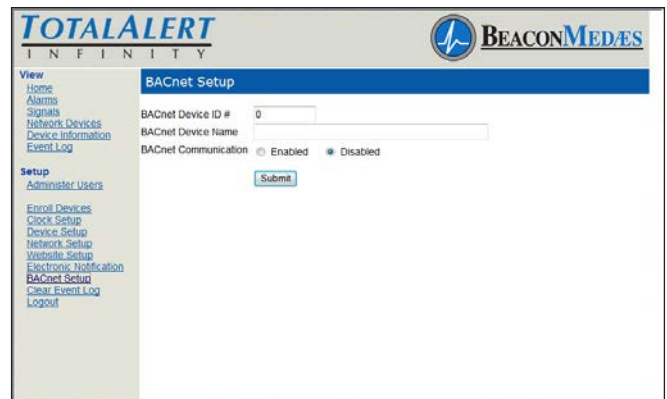 TOTALALERT
INFINITY
BEACONMEDÆS
View
Home
Alarms
Signals
Network Devices
Device Information
Event Log
Setup
Administer Users
Enroll Devices
Clock Setup
Device Setup
Network Setup
Website Setup
Electronic Notification
BACnet Setup
Clear Event Log
Logout
BACnet Setup
BACnet Device ID # 0
BACnet Device Name
BACnet Communication Enabled Disabled
Submit